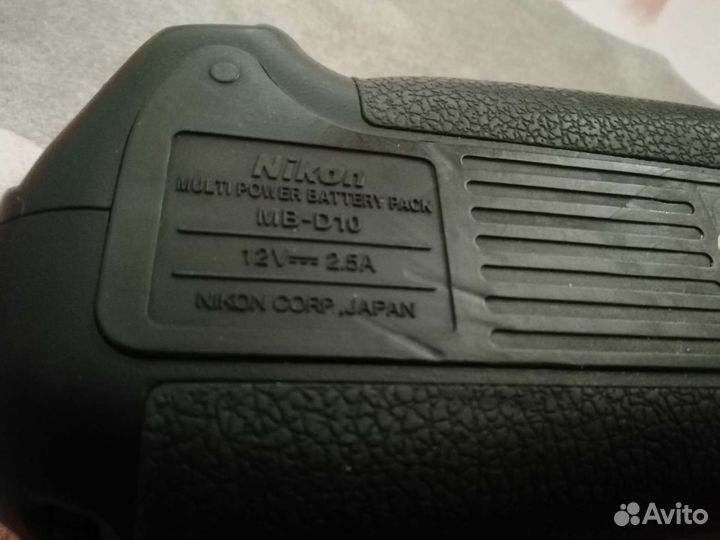 Nikon
MULTI POWER BATTERY PACK
MB-D10
12V⎓ 2.5A
NIKON CORP.,JAPAN
Avito